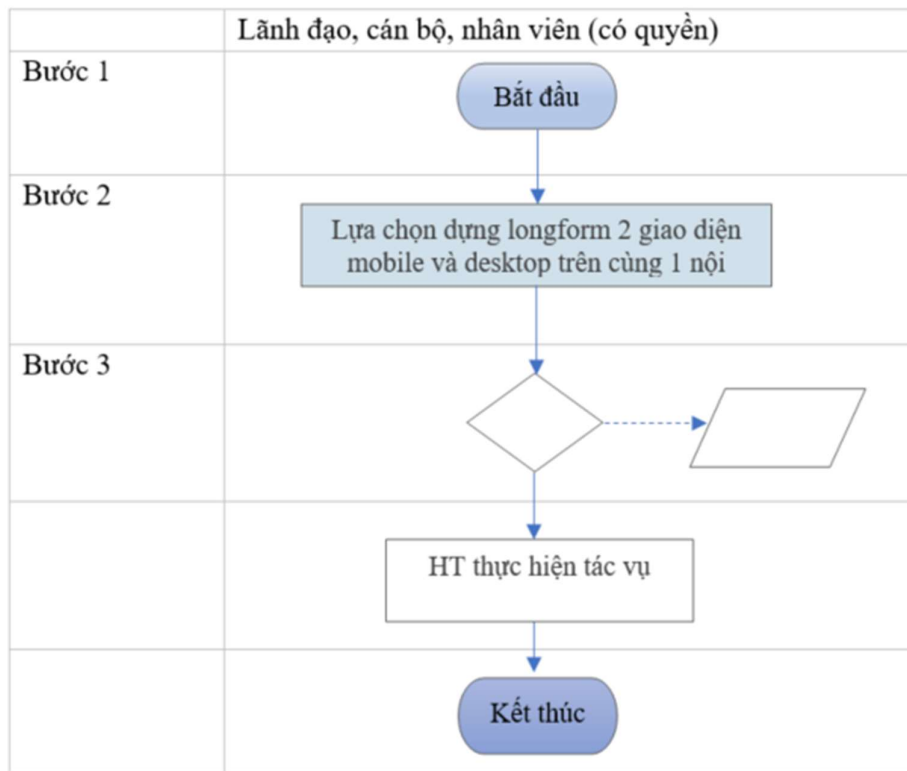 Lãnh đạo, cán bộ, nhân viên (có quyền)
Bước 1
Bắt đầu
Bước 2
Lựa chọn dựng longform 2 giao diện
mobile và desktop trên cùng 1 nội
Bước 3
HT thực hiện tác vụ
Kết thúc